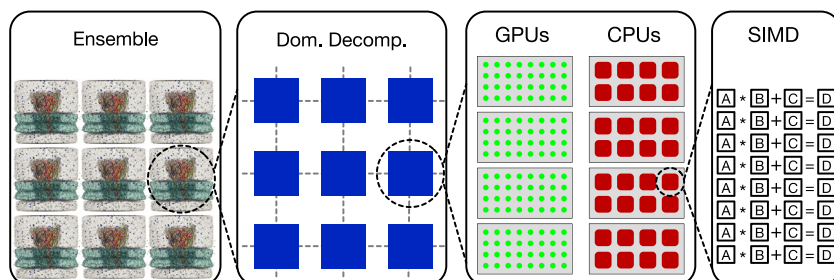 Ensemble
Dom. Decomp.
GPUs
CPUs
SIMD
A * B + C = D
A * B + C = D
A * B + C = D
A * B + C = D
A * B + C = D
A * B + C = D
A * B + C = D
A * B + C = D